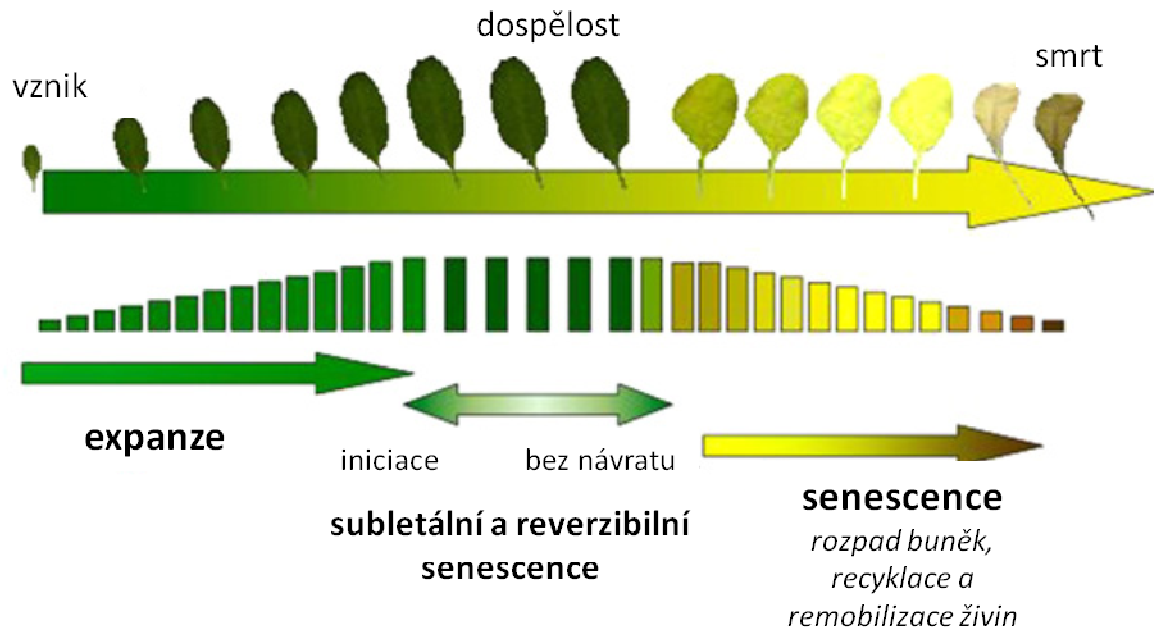 vznik
dospělost
smrt
expanze
iniciace
bez návratu
subletální a reverzibilní
senescence
senescence
rozpad buněk,
recyklace a
remobilizace živin